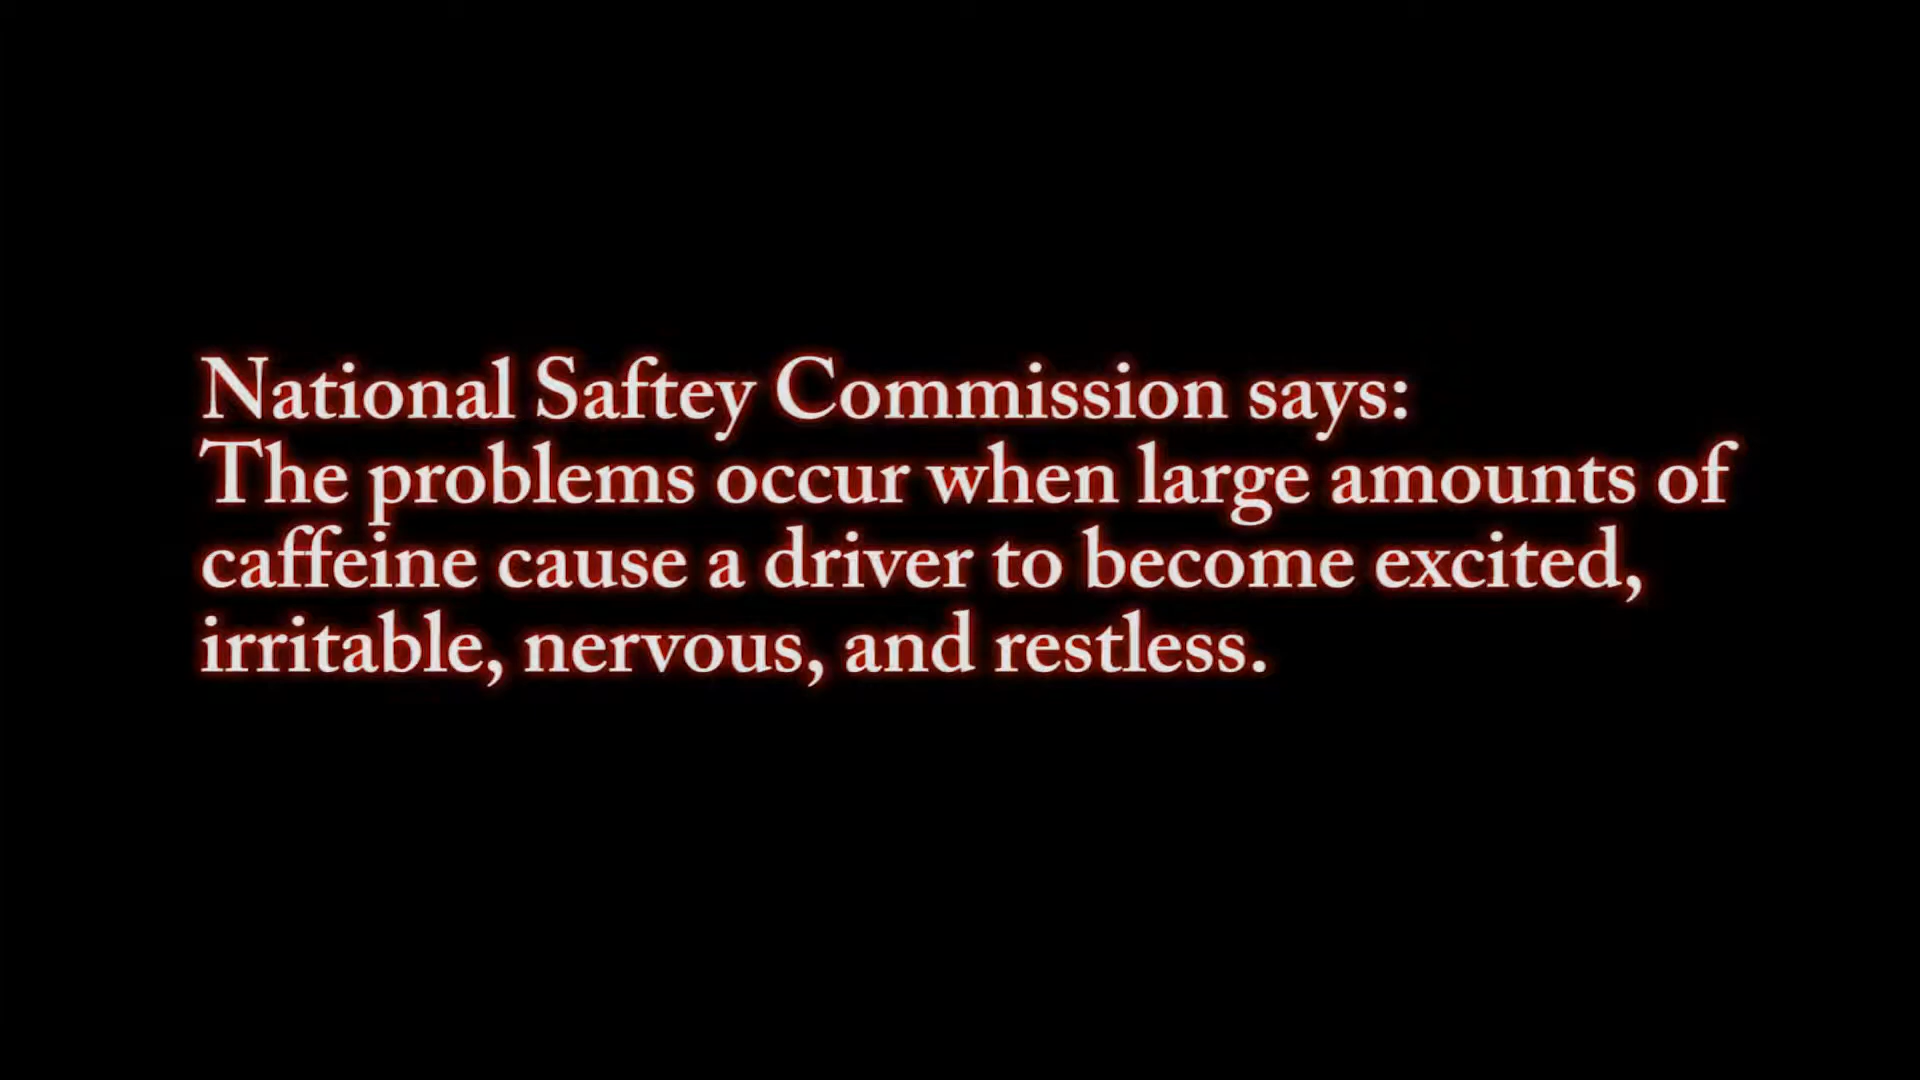 National Saftey Commission says:
The problems occur when large amounts of
caffeine cause a driver to become excited,
irritable, nervous, and restless.